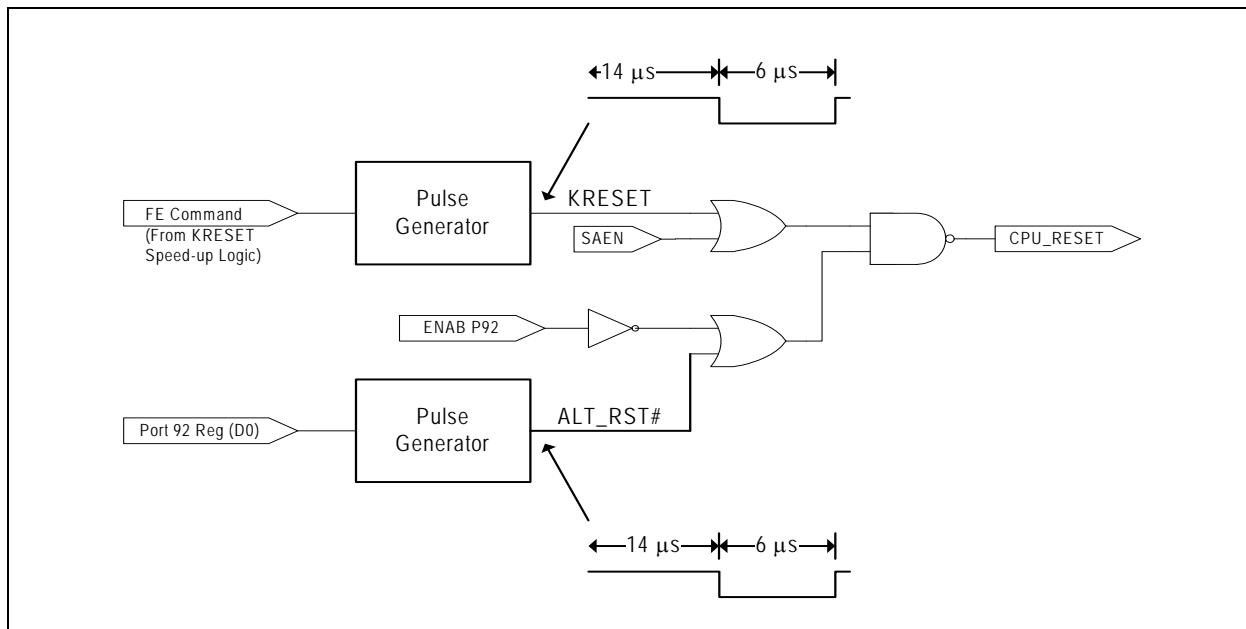 14 µs 6 µs
Pulse
Generator
KRESET
FE Command
(From KRESET
Speed-up Logic)
SAEN
CPU_RESET
ENAB P92
Pulse
Generator
ALT_RST#
Port 92 Reg (D0)
14 µs 6 µs